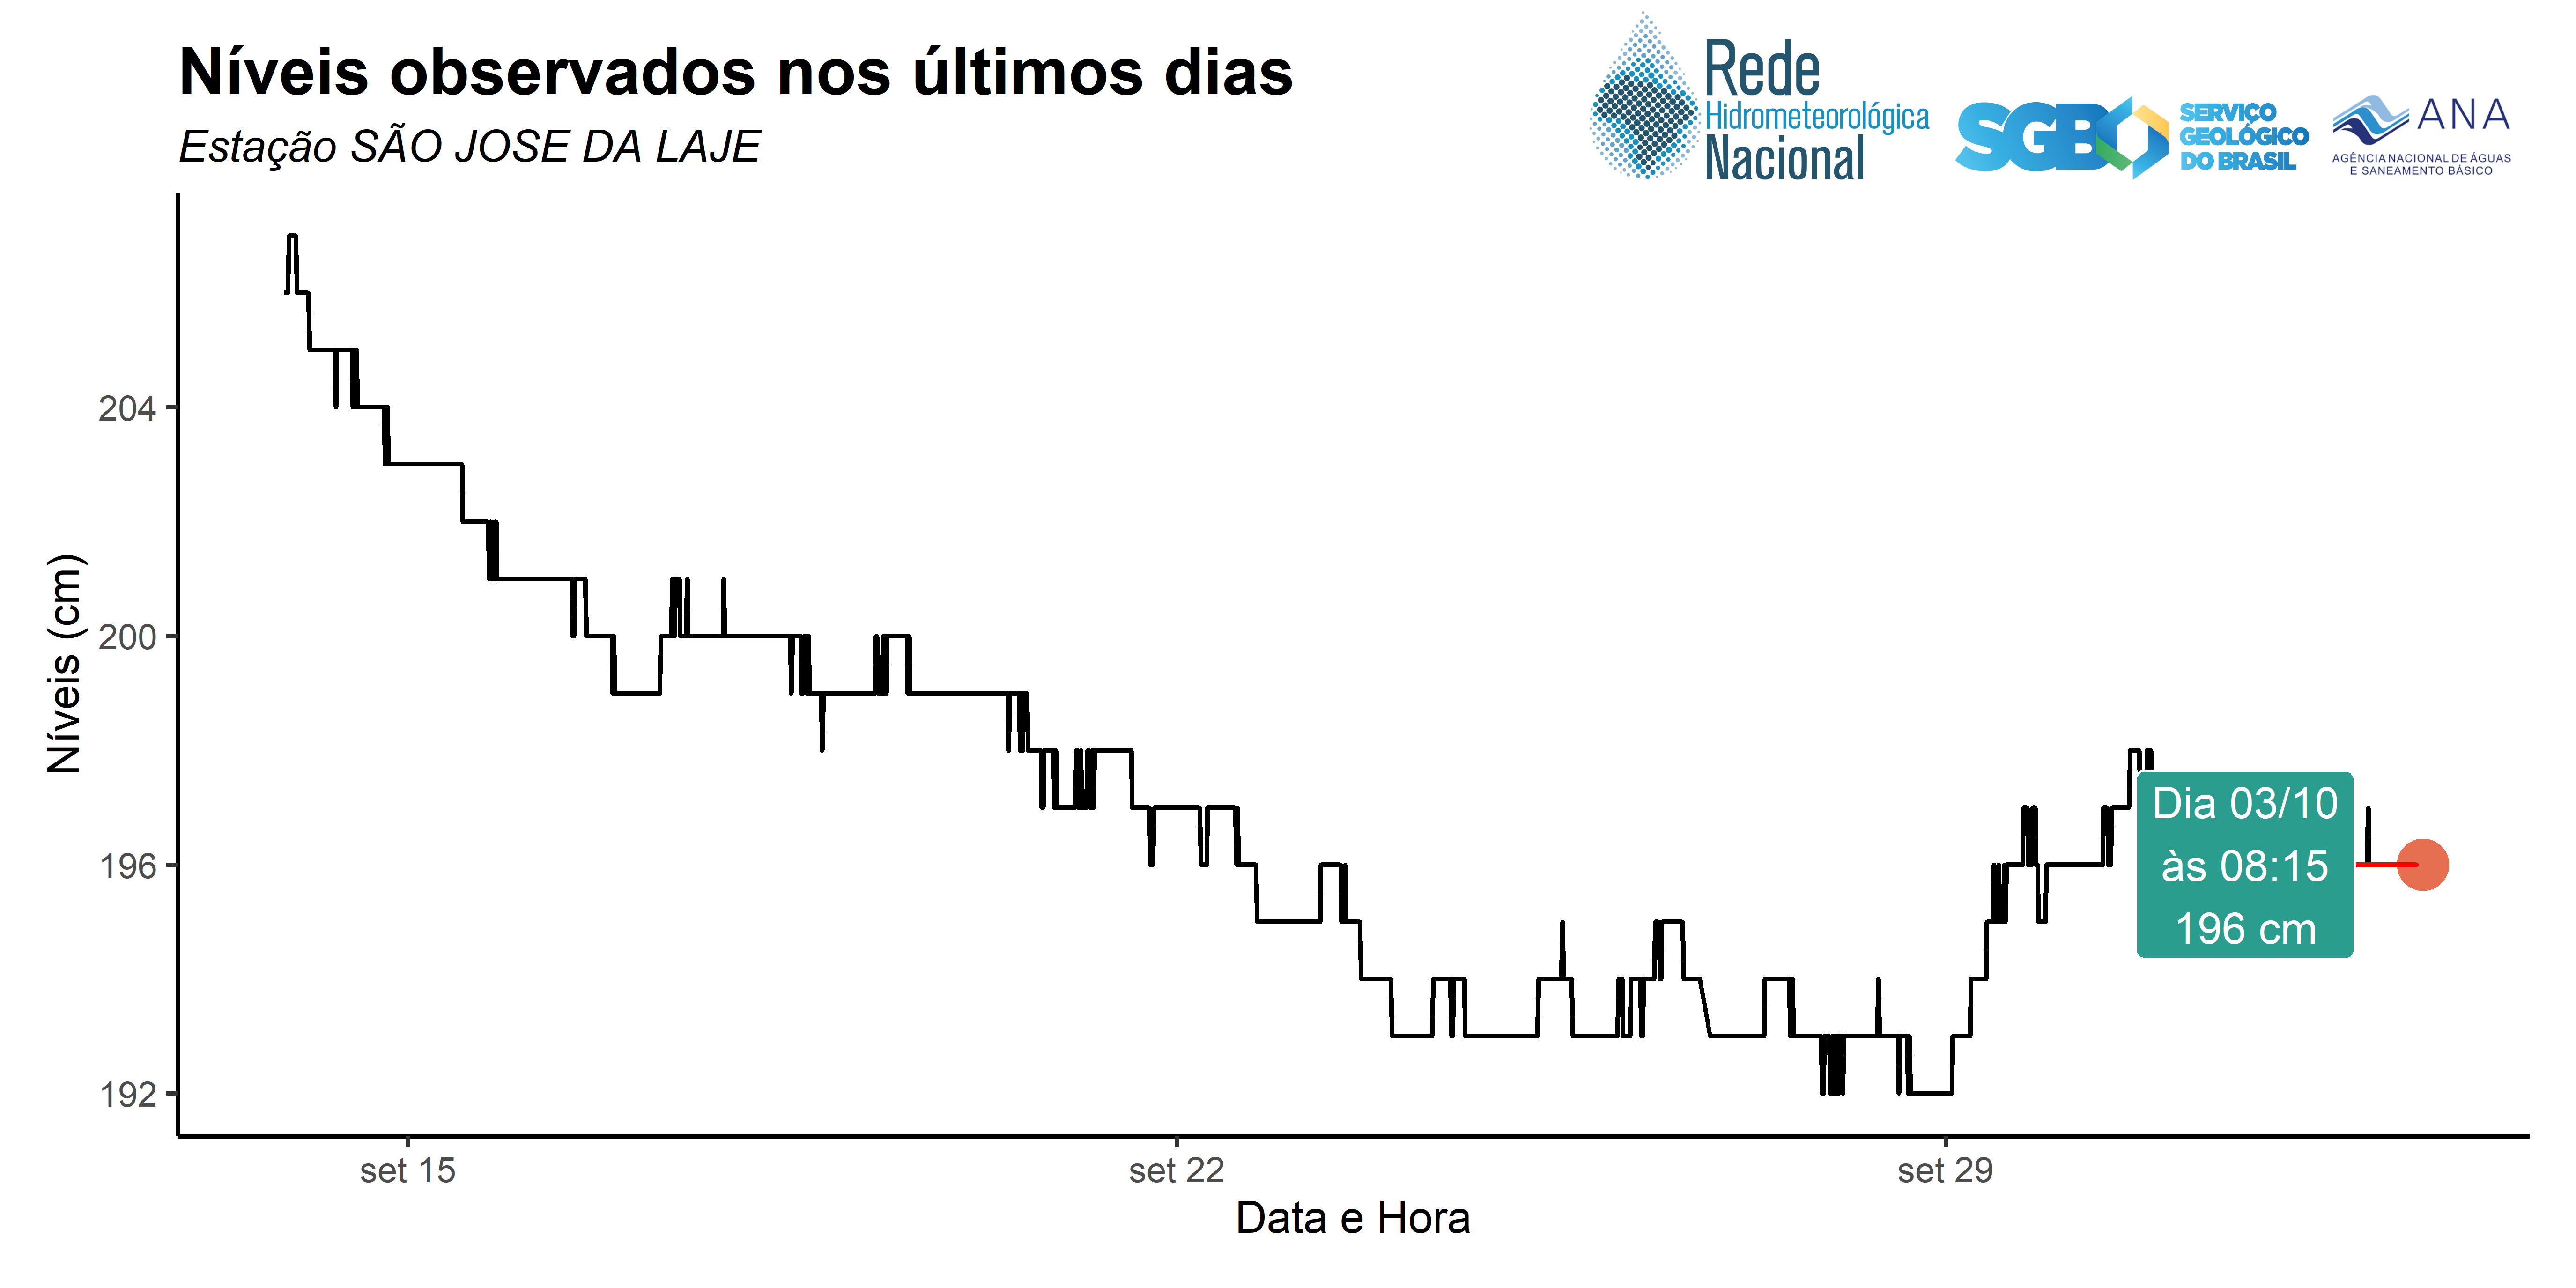 Níveis observados nos últimos dias
Estação SÃO JOSE DA LAJE
Rede
Hidrometeorológica
Nacional
SGB
SERVIÇO
GEOLÓGICO
DO BRASIL
ANA
AGÊNCIA NACIONAL DE ÁGUAS
E SANEAMENTO BÁSICO
Níveis (cm)
204
200
196
192
Dia 03/10
às 08:15
196 cm
set 15
set 22
set 29
Data e Hora